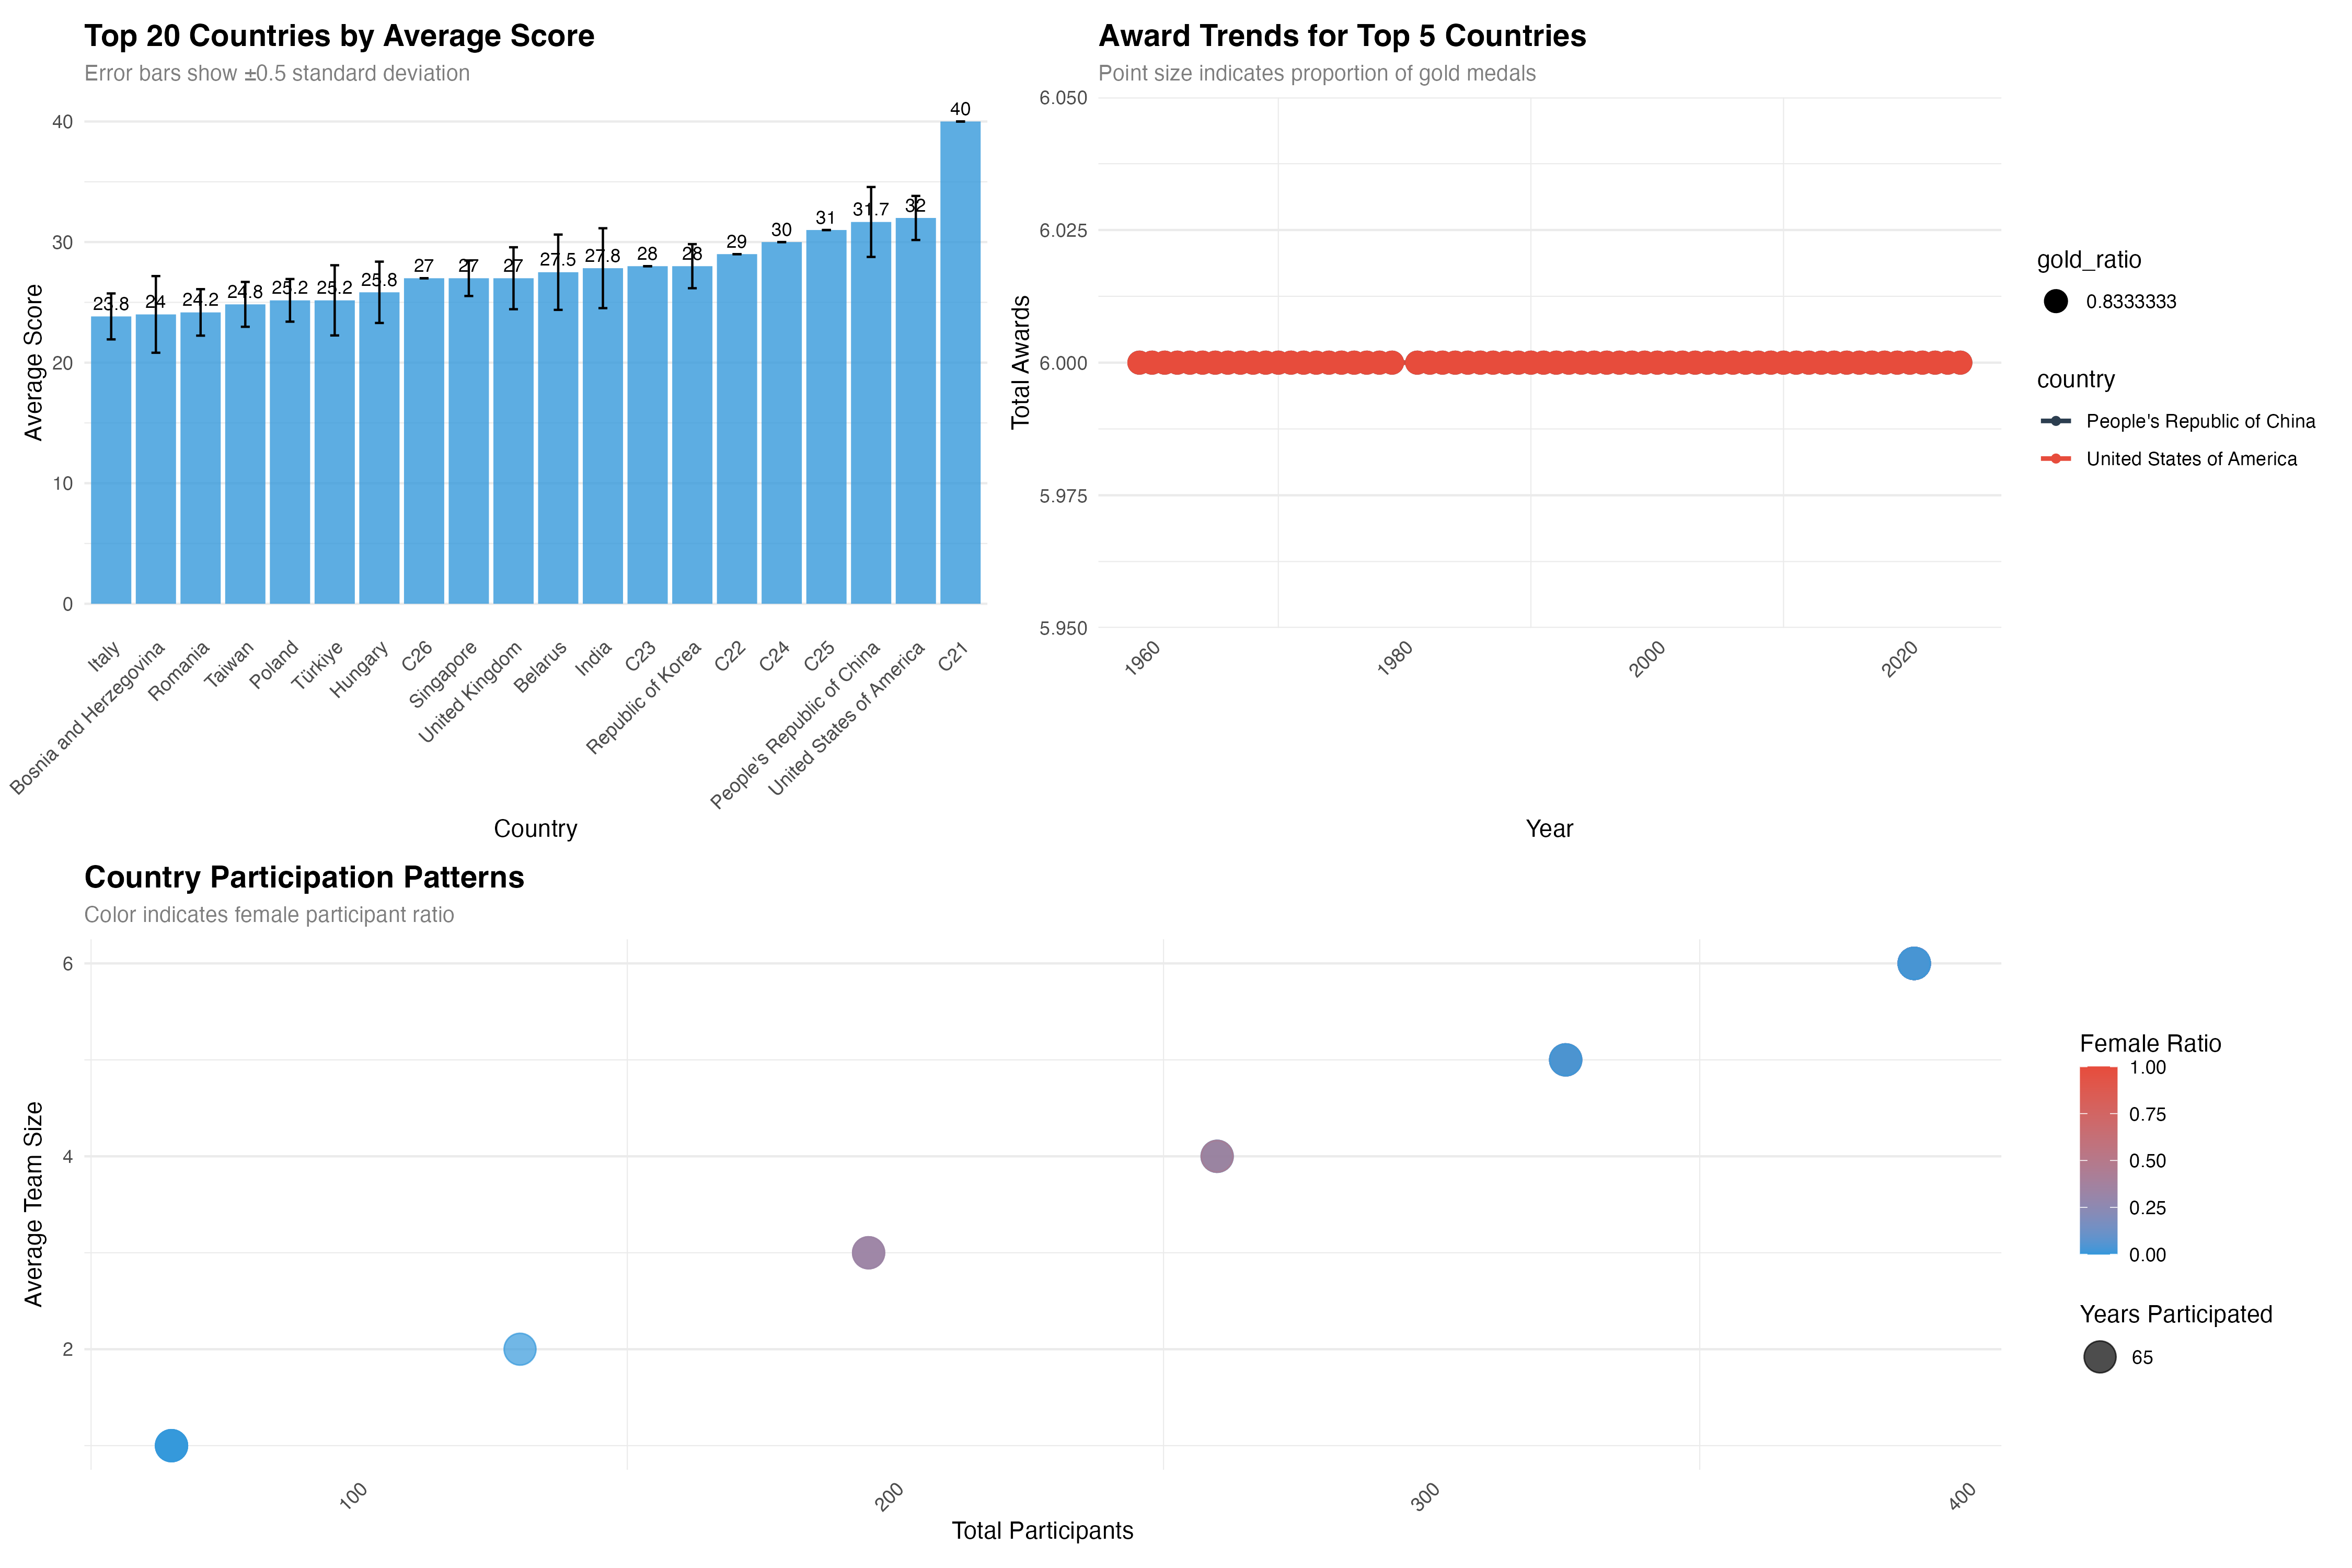 Top 20 Countries by Average Score
Error bars show ±0.5 standard deviation
Average Score
40
30
20
10
0
23.8
24
24.2
24.8
25.2
25.2
25.8
27
27
27
27.5
27.8
28
28
29
30
31
31.7
32
40
Italy
Bosnia and Herzegovina
Romania
Taiwan
Poland
Türkiye
Hungary
C26
Singapore
United Kingdom
Belarus
India
C23
Republic of Korea
C22
C24
C25
People's Republic of China
United States of America
C21
Country
Award Trends for Top 5 Countries
Point size indicates proportion of gold medals
Total Awards
6.050
6.025
6.000
5.975
5.950
1960
1980
2000
2020
Year
gold_ratio
0.8333333
country
People's Republic of China
United States of America
Country Participation Patterns
Color indicates female participant ratio
Average Team Size
6
4
2
100
200
300
400
Total Participants
Female Ratio
1.00
0.75
0.50
0.25
0.00
Years Participated
65